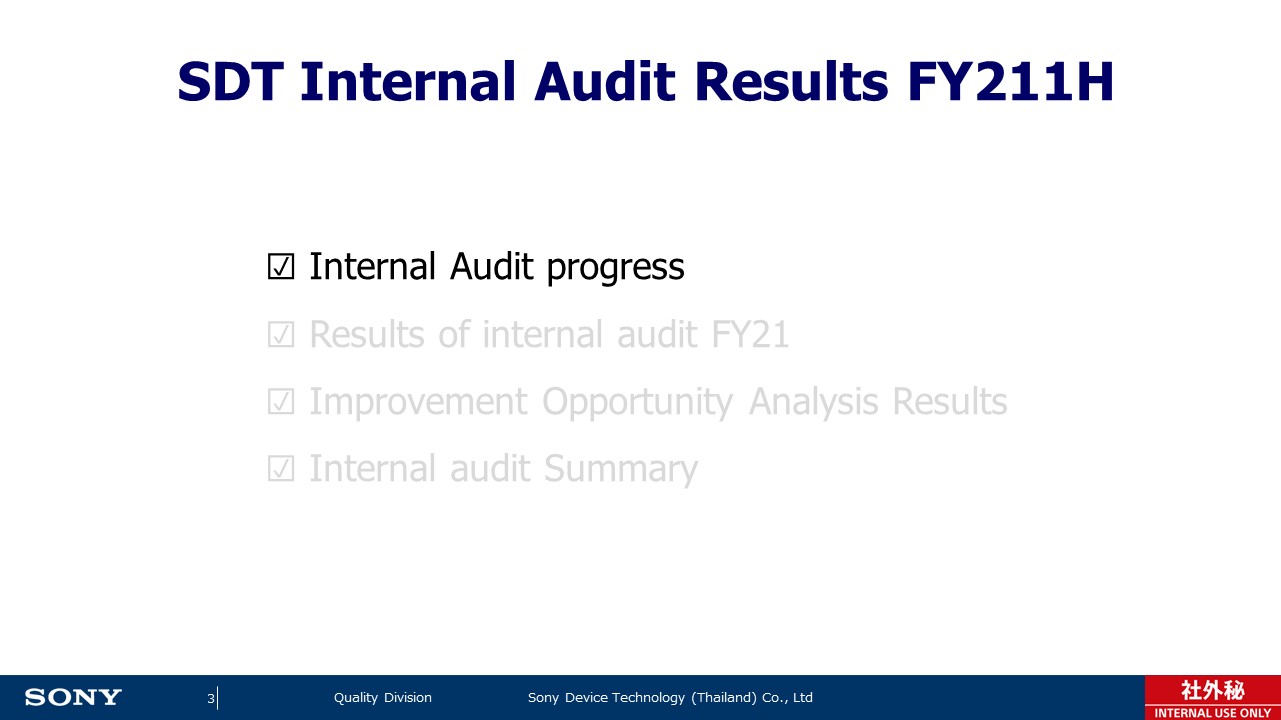 SDT Internal Audit Results FY211H
☑ Internal Audit progress
☑ Results of internal audit FY21
☑ Improvement Opportunity Analysis Results
☑ Internal audit Summary
SONY 3 Quality Division Sony Device Technology (Thailand) Co., Ltd 社外秘
INTERNAL USE ONLY